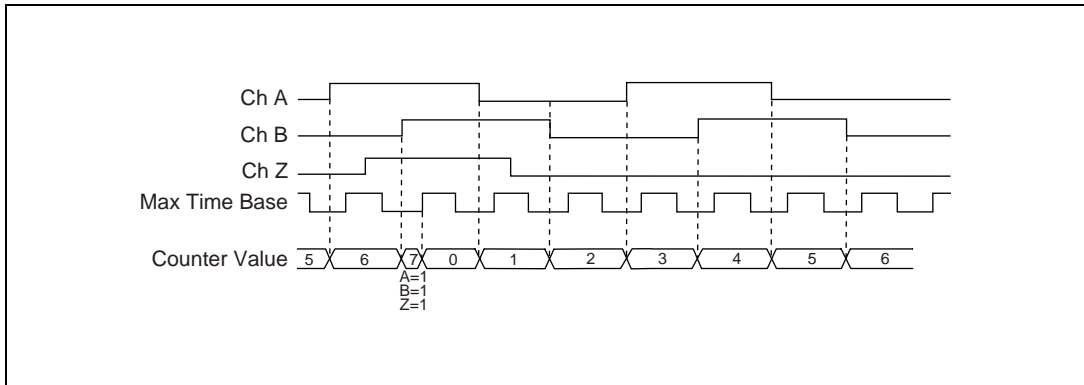 Ch A
Ch B
Ch Z
Max Time Base
Counter Value 5 6 7 0 1 2 3 4 5 6
A=1
B=1
Z=1